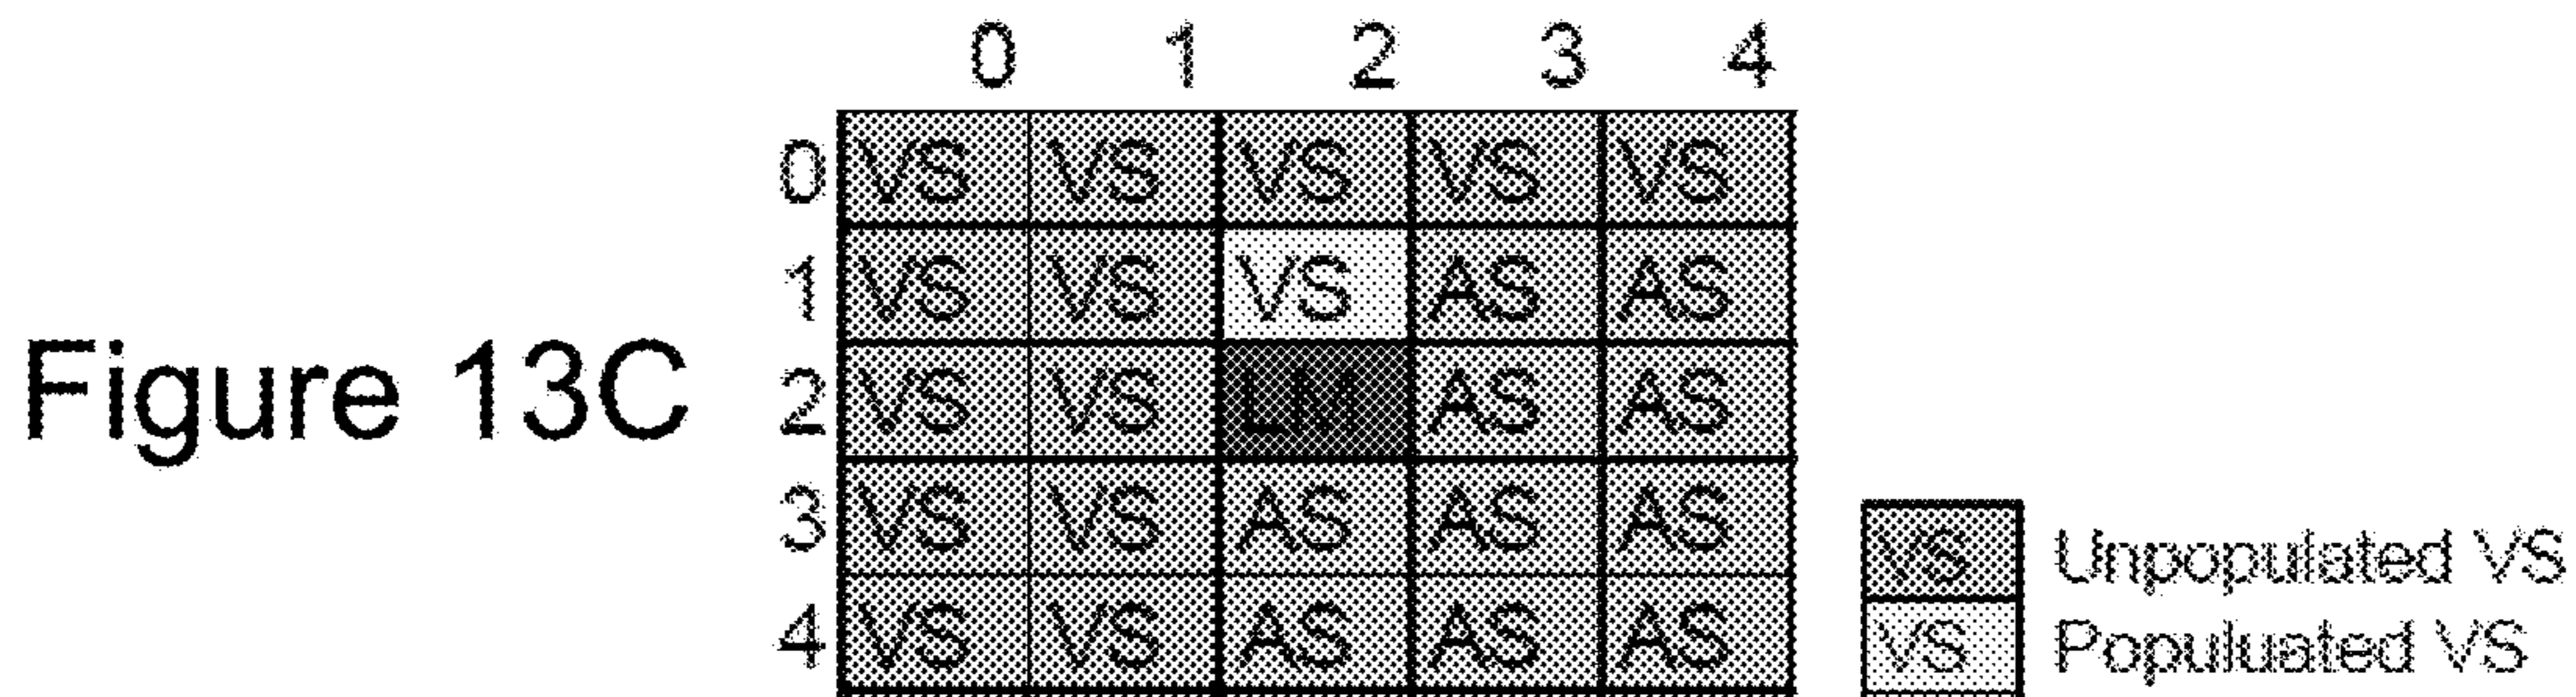 0 1 2 3 4
0 VS VS VS VS VS
1 VS VS VS AS AS
Figure 13C
2 VS VS LM AS AS
3 VS VS AS AS AS
4 VS VS AS AS AS
VS Unpopulated VS
VS Populuated VS